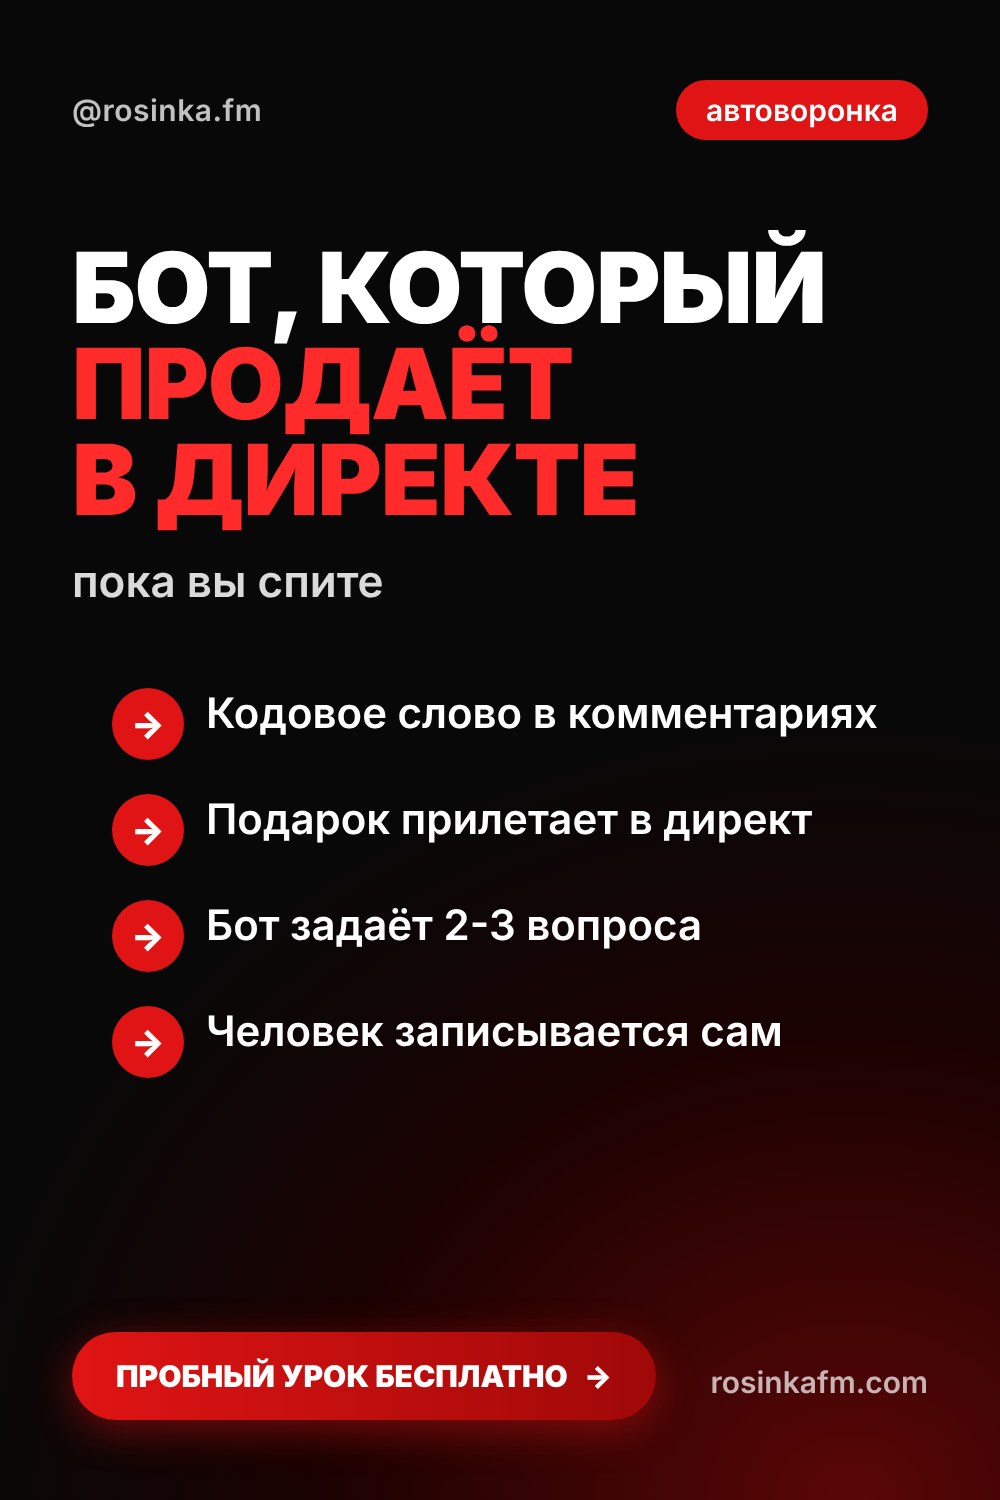 @rosinka.fm
автоворонка
БОТ, КОТОРЫЙ
ПРОДАЁТ
В ДИРЕКТЕ
пока вы спите
→ Кодовое слово в комментариях
→ Подарок прилетает в директ
→ Бот задаёт 2-3 вопроса
→ Человек записывается сам
ПРОБНЫЙ УРОК БЕСПЛАТНО →
rosinkafm.com